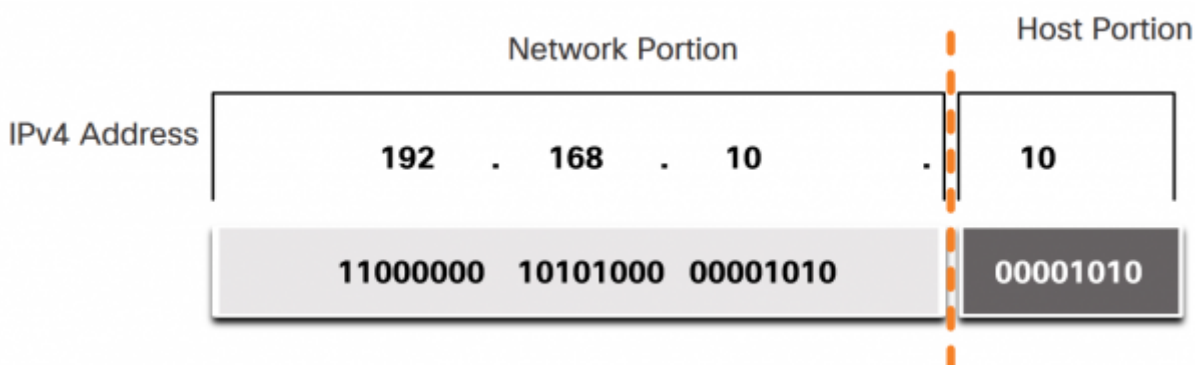 Host Portion
Network Portion
IPv4 Address
192 . 168 . 10 . 10
11000000 10101000 00001010 00001010